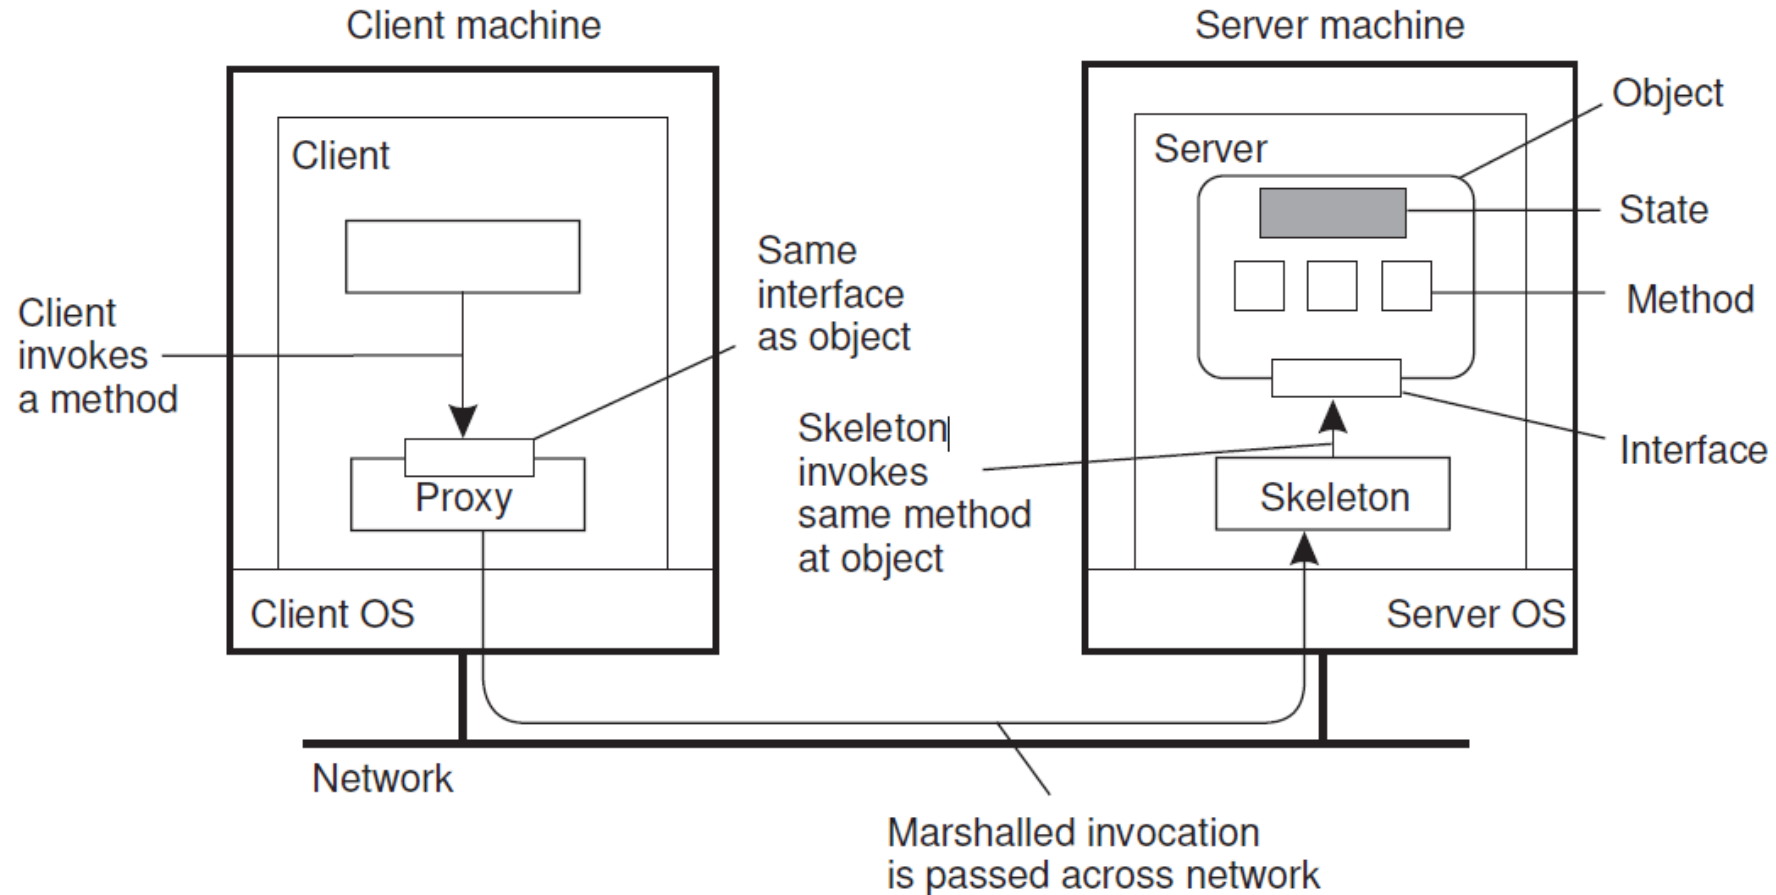 Client machine
Server machine
Client
Client
invokes
a method
Same
interface
as object
Proxy
Client OS
Server
Object
State
Method
Interface
Skeleton
invokes
same method
at object
Skeleton
Server OS
Network
Marshalled invocation
is passed across network